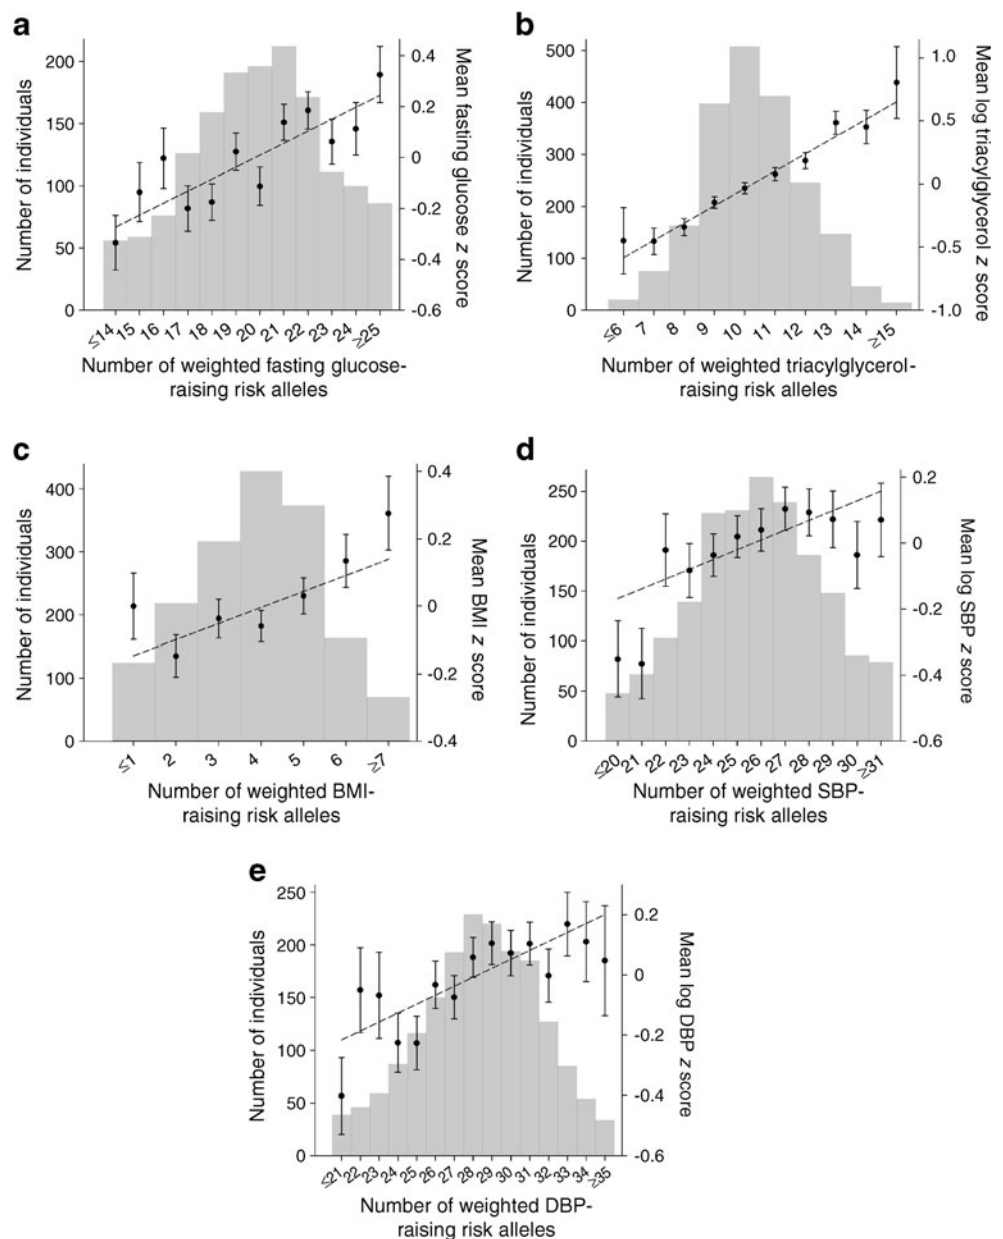 a
Number of individuals
200
150
100
50
0
0.4
0.2
0
-0.2
-0.4
-0.6
Mean fasting glucose z score
≤14 15 16 17 18 19 20 21 22 23 24 ≥25
Number of weighted fasting glucose-
raising risk alleles
b
Number of individuals
500
400
300
200
100
0
1.0
0.5
0
-0.5
-1.0
Mean log triacylglycerol z score
≤6 7 8 9 10 11 12 13 14 ≥15
Number of weighted triacylglycerol-
raising risk alleles
c
Number of individuals
400
300
200
100
0
0.4
0.2
0
-0.2
-0.4
Mean BMI z score
≤1 2 3 4 5 6 ≥7
Number of weighted BMI-
raising risk alleles
d
Number of individuals
250
200
150
100
50
0
0.2
0
-0.2
-0.4
-0.6
Mean log SBP z score
≤20 21 22 23 24 25 26 27 28 29 30 ≥31
Number of weighted SBP-
raising risk alleles
e
Number of individuals
250
200
150
100
50
0
0.2
0
-0.2
-0.4
-0.6
Mean log DBP z score
≤21 22 23 24 25 26 27 28 29 30 31 32 33 34 ≥35
Number of weighted DBP-
raising risk alleles